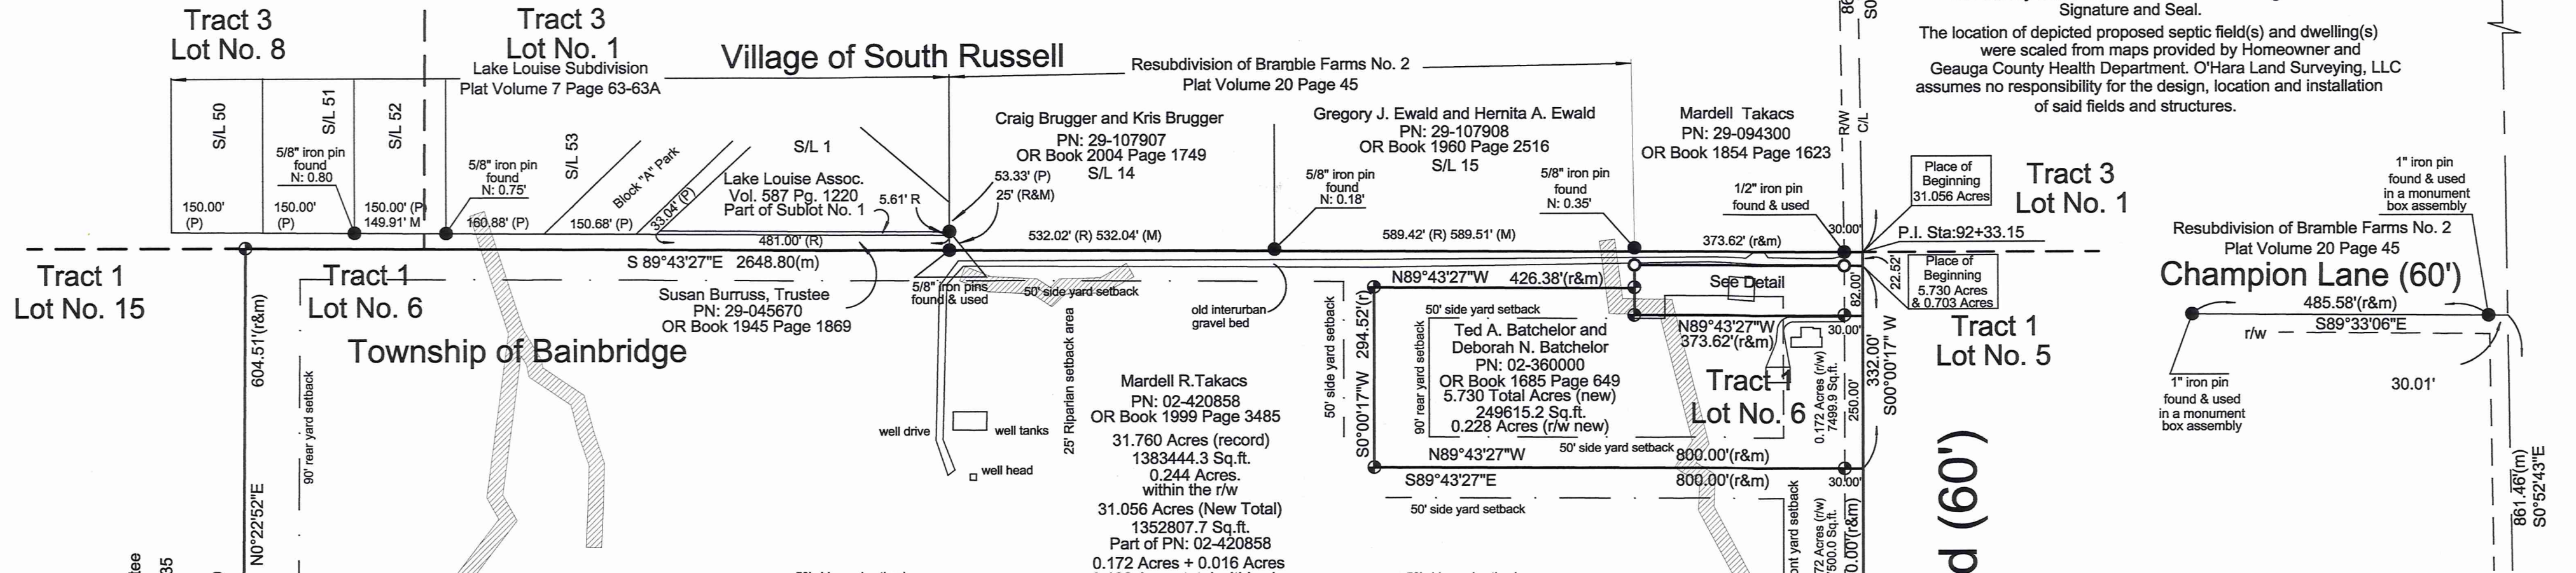 Tract 3
Lot No. 8
Tract 3
Lot No. 1
Lake Louise Subdivision
Plat Volume 7 Page 63-63A
Village of South Russell
Resubdivision of Bramble Farms No. 2
Plat Volume 20 Page 45
Signature and Seal.
The location of depicted proposed septic field(s) and dwelling(s)
were scaled from maps provided by Homeowner and
Geauga County Health Department. O'Hara Land Surveying, LLC
assumes no responsibility for the design, location and installation
of said fields and structures.
S/L 50
S/L 51
S/L 52
S/L 53
5/8" iron pin
found
N: 0.80
5/8" iron pin
found
N: 0.75'
Block "A" Park
S/L 1
33.04' (P)
Lake Louise Assoc.
Vol. 587 Pg. 1220
Part of Sublot No. 1
5.61' R
150.00'
(P)
150.00'
(P)
150.00' (P)
149.91' M
160.88' (P)
150.68' (P)
481.00' (R)
Craig Brugger and Kris Brugger
PN: 29-107907
OR Book 2004 Page 1749
S/L 14
53.33' (P)
25' (R&M)
532.02' (R) 532.04' (M)
Gregory J. Ewald and Hernita A. Ewald
PN: 29-107908
OR Book 1960 Page 2516
S/L 15
5/8" iron pin
found
N: 0.18'
589.42' (R) 589.51' (M)
5/8" iron pin
found
N: 0.35'
Mardell Takacs
PN: 29-094300
OR Book 1854 Page 1623
1/2" iron pin
found & used
373.62' (r&m)
30.00'
R/W
C/L
Place of
Beginning
31.056 Acres
P.I. Sta:92+33.15
Tract 3
Lot No. 1
Place of
Beginning
5.730 Acres
& 0.703 Acres
Tract 1
Lot No. 5
1" iron pin
found & used
in a monument
box assembly
Resubdivision of Bramble Farms No. 2
Plat Volume 20 Page 45
Champion Lane (60')
485.58'(r&m)
S89°33'06"E
r/w
1" iron pin
found & used
in a monument
box assembly
30.01'
861.46'(m)
S0°52'43"E
Tract 1
Lot No. 15
Tract 1
Lot No. 6
Township of Bainbridge
604.51'(r&m)
N0°22'52"E
90' rear yard setback
S 89°43'27"E 2648.80(m)
Susan Burruss, Trustee
PN: 29-045670
OR Book 1945 Page 1869
5/8" iron pins
found & used
50' side yard setback
old interurban
gravel bed
well drive
well tanks
well head
25' Riparian setback area
Mardell R.Takacs
PN: 02-420858
OR Book 1999 Page 3485
31.760 Acres (record)
1383444.3 Sq.ft.
0.244 Acres.
within the r/w
31.056 Acres (New Total)
1352807.7 Sq.ft.
Part of PN: 02-420858
0.172 Acres + 0.016 Acres
50' side yard setback
S0°00'17"W 294.52'(r)
N89°43'27"W 426.38'(r&m)
50' side yard setback
90' rear yard setback
Ted A. Batchelor and
Deborah N. Batchelor
PN: 02-360000
OR Book 1685 Page 649
5.730 Total Acres (new)
249615.2 Sq.ft.
0.228 Acres (r/w new)
50' side yard setback
N89°43'27"W 800.00'(r&m)
S89°43'27"E 800.00'(r&m)
50' side yard setback
See Detail
N89°43'27"W
373.62'(r&m)
Tract 1
Lot No. 6
0.172 Acres (r/w)
7499.9 Sq.ft.
82.00'
222.52'
30.00'
250.00'
332.00'
S00°00'17" W
30.00'
yard setback
d (60')